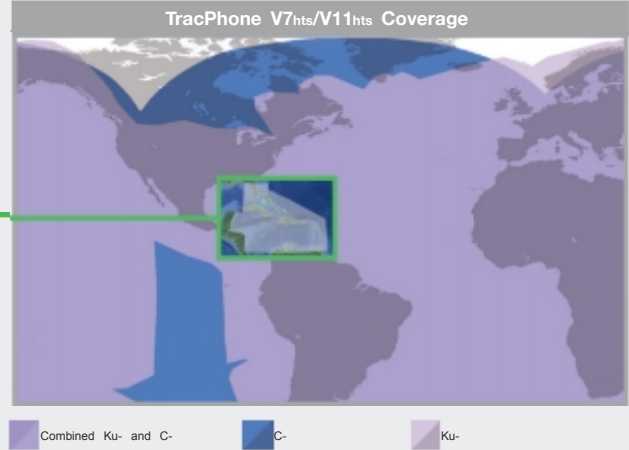 TracPhone V7hts/V11hts Coverage
Combined Ku- and C-
C-
Ku-